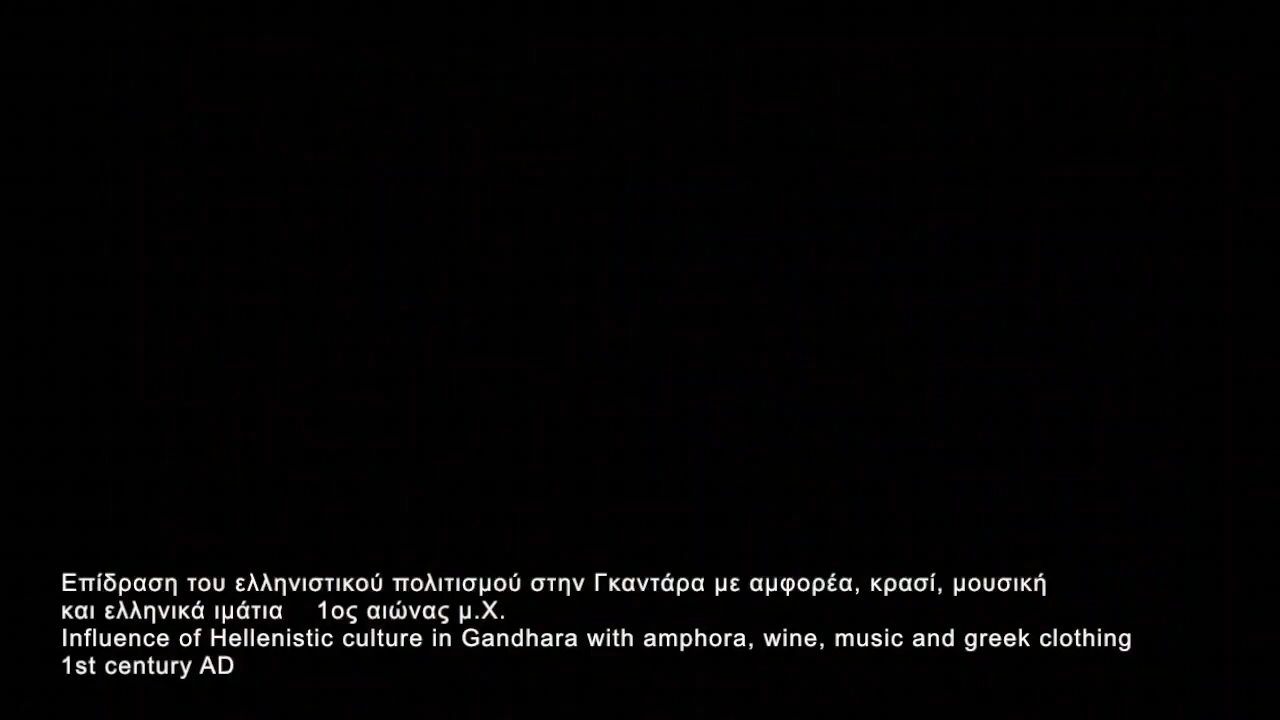 Επίδραση του ελληνιστικού πολιτισμού στην Γκαντάρα με αμφορέα, κρασί, μουσική
και ελληνικά ιμάτια 1ος αιώνας μ.Χ.
Influence of Hellenistic culture in Gandhara with amphora, wine, music and greek clothing
1st century AD